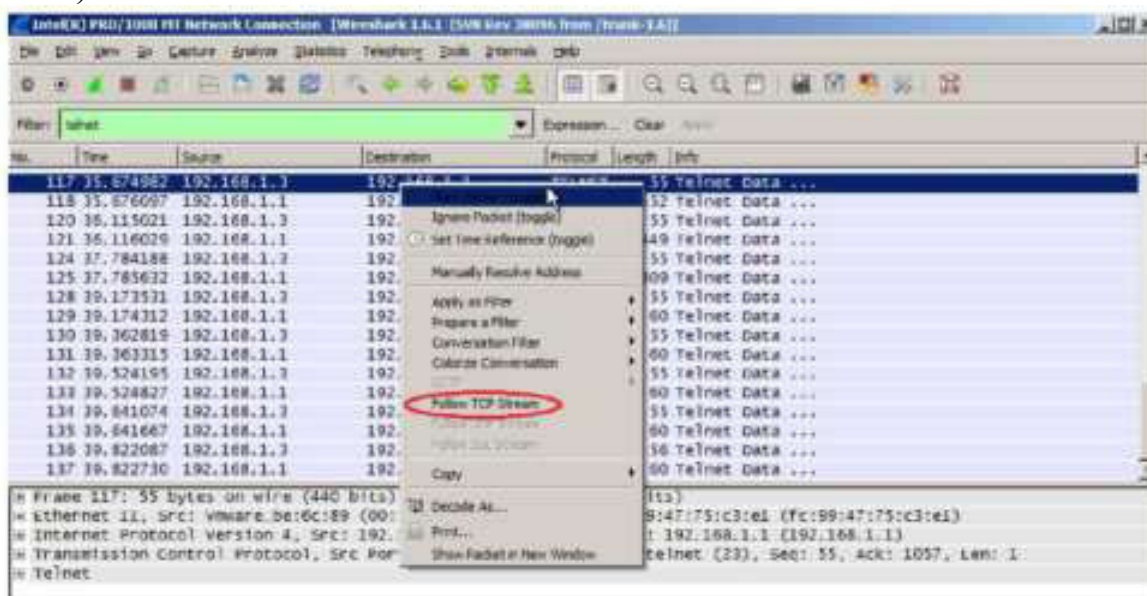 Intel(R) PRO/1000 MT Network Connection [Wireshark 1.6.1 (SVN Rev 38096 from /trunk-1.6)]
File Edit View Go Capture Analyze Statistics Telephony Tools Internals Help
Filter: telnet Expression... Clear Apply
No. Time Source Destination Protocol Length Info
117 35.674982 192.168.1.3 55 Telnet Data ...
118 35.676097 192.168.1.1 192. 52 Telnet Data ...
120 36.115021 192.168.1.3 192. 55 Telnet Data ...
121 36.116029 192.168.1.1 192. 49 Telnet Data ...
124 37.784188 192.168.1.3 192. 55 Telnet Data ...
125 37.785632 192.168.1.1 192. 09 Telnet Data ...
128 39.173531 192.168.1.3 192. 55 Telnet Data ...
129 39.174312 192.168.1.1 192. 60 Telnet Data ...
130 39.362819 192.168.1.3 192. 55 Telnet Data ...
131 39.363315 192.168.1.1 192. 60 Telnet Data ...
132 39.524195 192.168.1.3 192. 55 Telnet Data ...
133 39.524827 192.168.1.1 192. 60 Telnet Data ...
134 39.641074 192.168.1.3 192. 55 Telnet Data ...
135 39.641667 192.168.1.1 192. 60 Telnet Data ...
136 39.822087 192.168.1.3 192. 56 Telnet Data ...
137 39.822730 192.168.1.1 192. 60 Telnet Data ...
Ignore Packet (toggle)
Set Time Reference (toggle)
Manually Resolve Address
Apply as Filter
Prepare a Filter
Conversation Filter
Colorize Conversation
SCTP
Follow TCP Stream
Follow UDP Stream
Follow SSL Stream
Copy
Decode As...
Print...
Show Packet in New Window
Frame 117: 55 bytes on wire (440 bits) its)
Ethernet II, Src: Vmware_be:6c:89 (00: 9:47:75:c3:e1 (fc:99:47:75:c3:e1)
Internet Protocol Version 4, Src: 192. : 192.168.1.1 (192.168.1.1)
Transmission Control Protocol, Src Por telnet (23), Seq: 55, Ack: 1057, Len: 1
Telnet